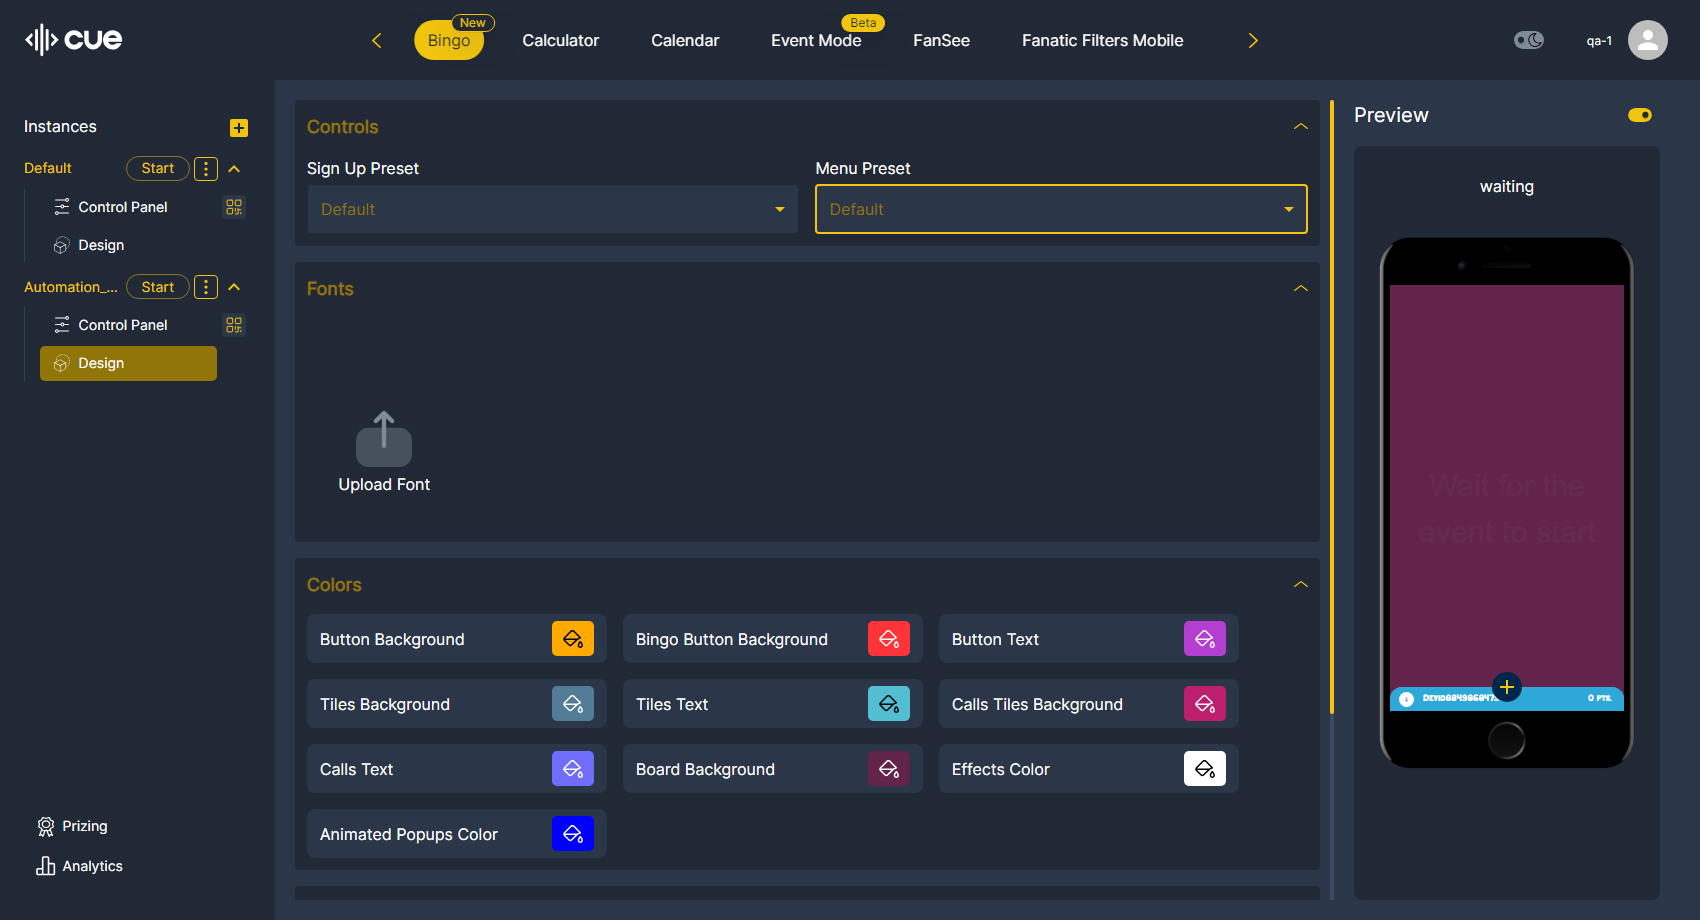 cue
Bingo
New
Calculator
Calendar
Event Mode
Beta
FanSee
Fanatic Filters Mobile
qa-1
Instances
Default
Start
Control Panel
Design
Automation_...
Start
Control Panel
Design
Prizing
Analytics
Controls
Sign Up Preset
Default
Menu Preset
Default
Fonts
Upload Font
Colors
Button Background
Bingo Button Background
Button Text
Tiles Background
Tiles Text
Calls Tiles Background
Calls Text
Board Background
Effects Color
Animated Popups Color
Preview
waiting
Wait for the
event to start
0 PTS.